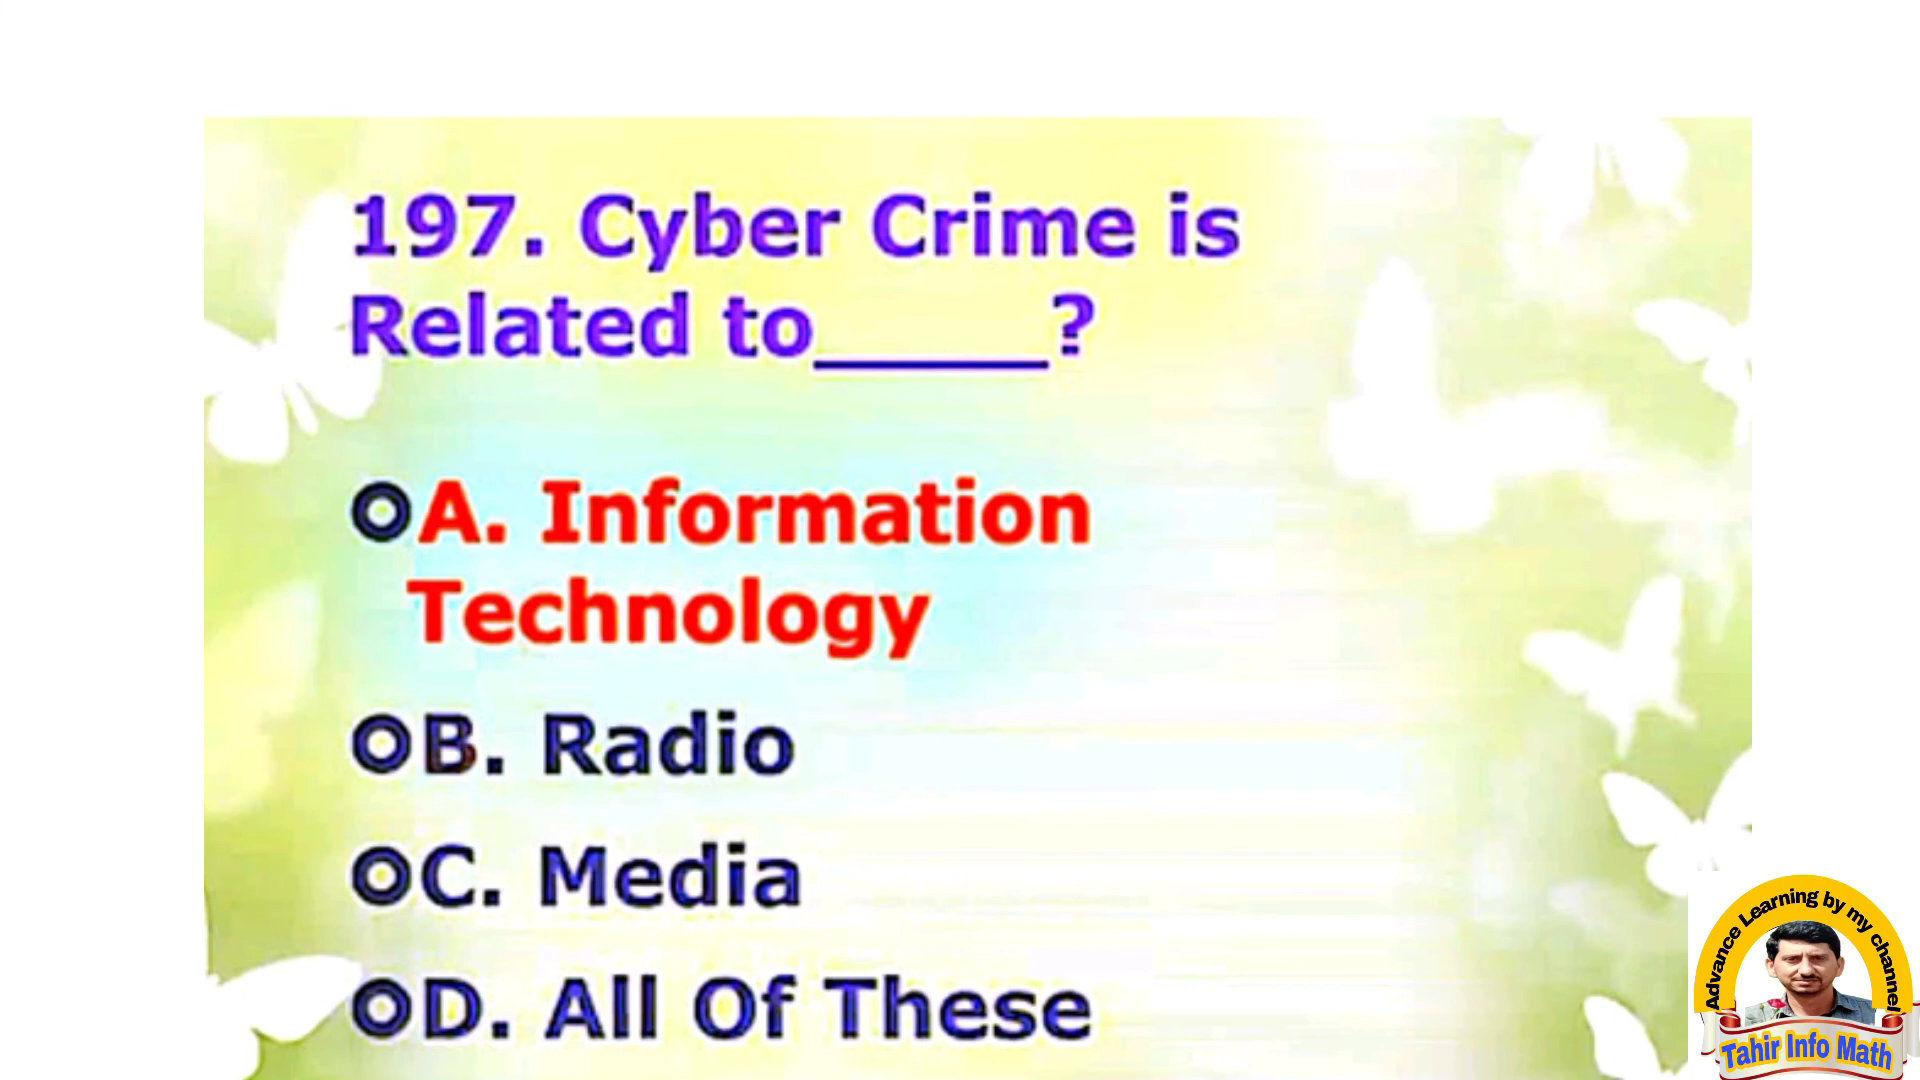 197. Cyber Crime is
Related to_____?
A. Information
Technology
B. Radio
C. Media
D. All Of These
Advance Learning by my channel
Tahir Info Math